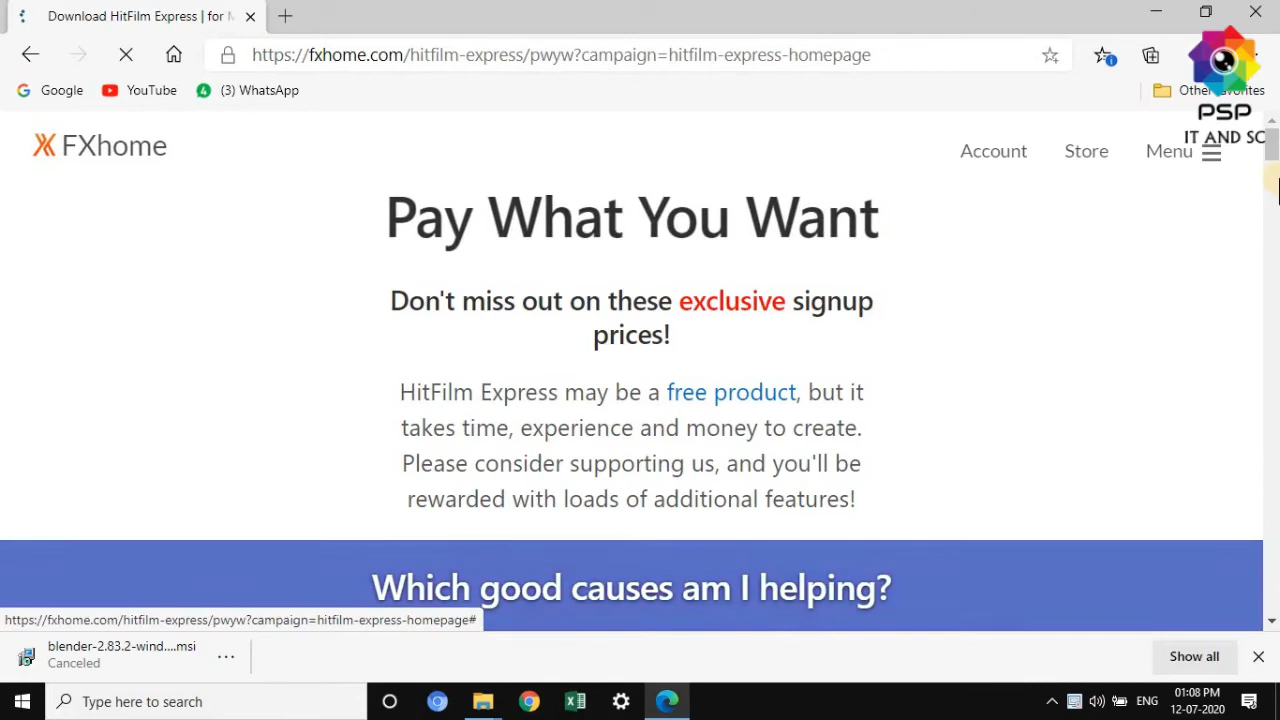 Download HitFilm Express | for M
https://fxhome.com/hitfilm-express/pwyw?campaign=hitfilm-express-homepage
Google
YouTube
(3) WhatsApp
Other favorites
PSP
IT AND SC
FXhome
Account
Store
Menu
Pay What You Want
Don't miss out on these exclusive signup
prices!
HitFilm Express may be a free product, but it
takes time, experience and money to create.
Please consider supporting us, and you'll be
rewarded with loads of additional features!
Which good causes am I helping?
https://fxhome.com/hitfilm-express/pwyw?campaign=hitfilm-express-homepage#
blender-2.83.2-wind....msi
Canceled
Show all
Type here to search
ENG
01:08 PM
12-07-2020